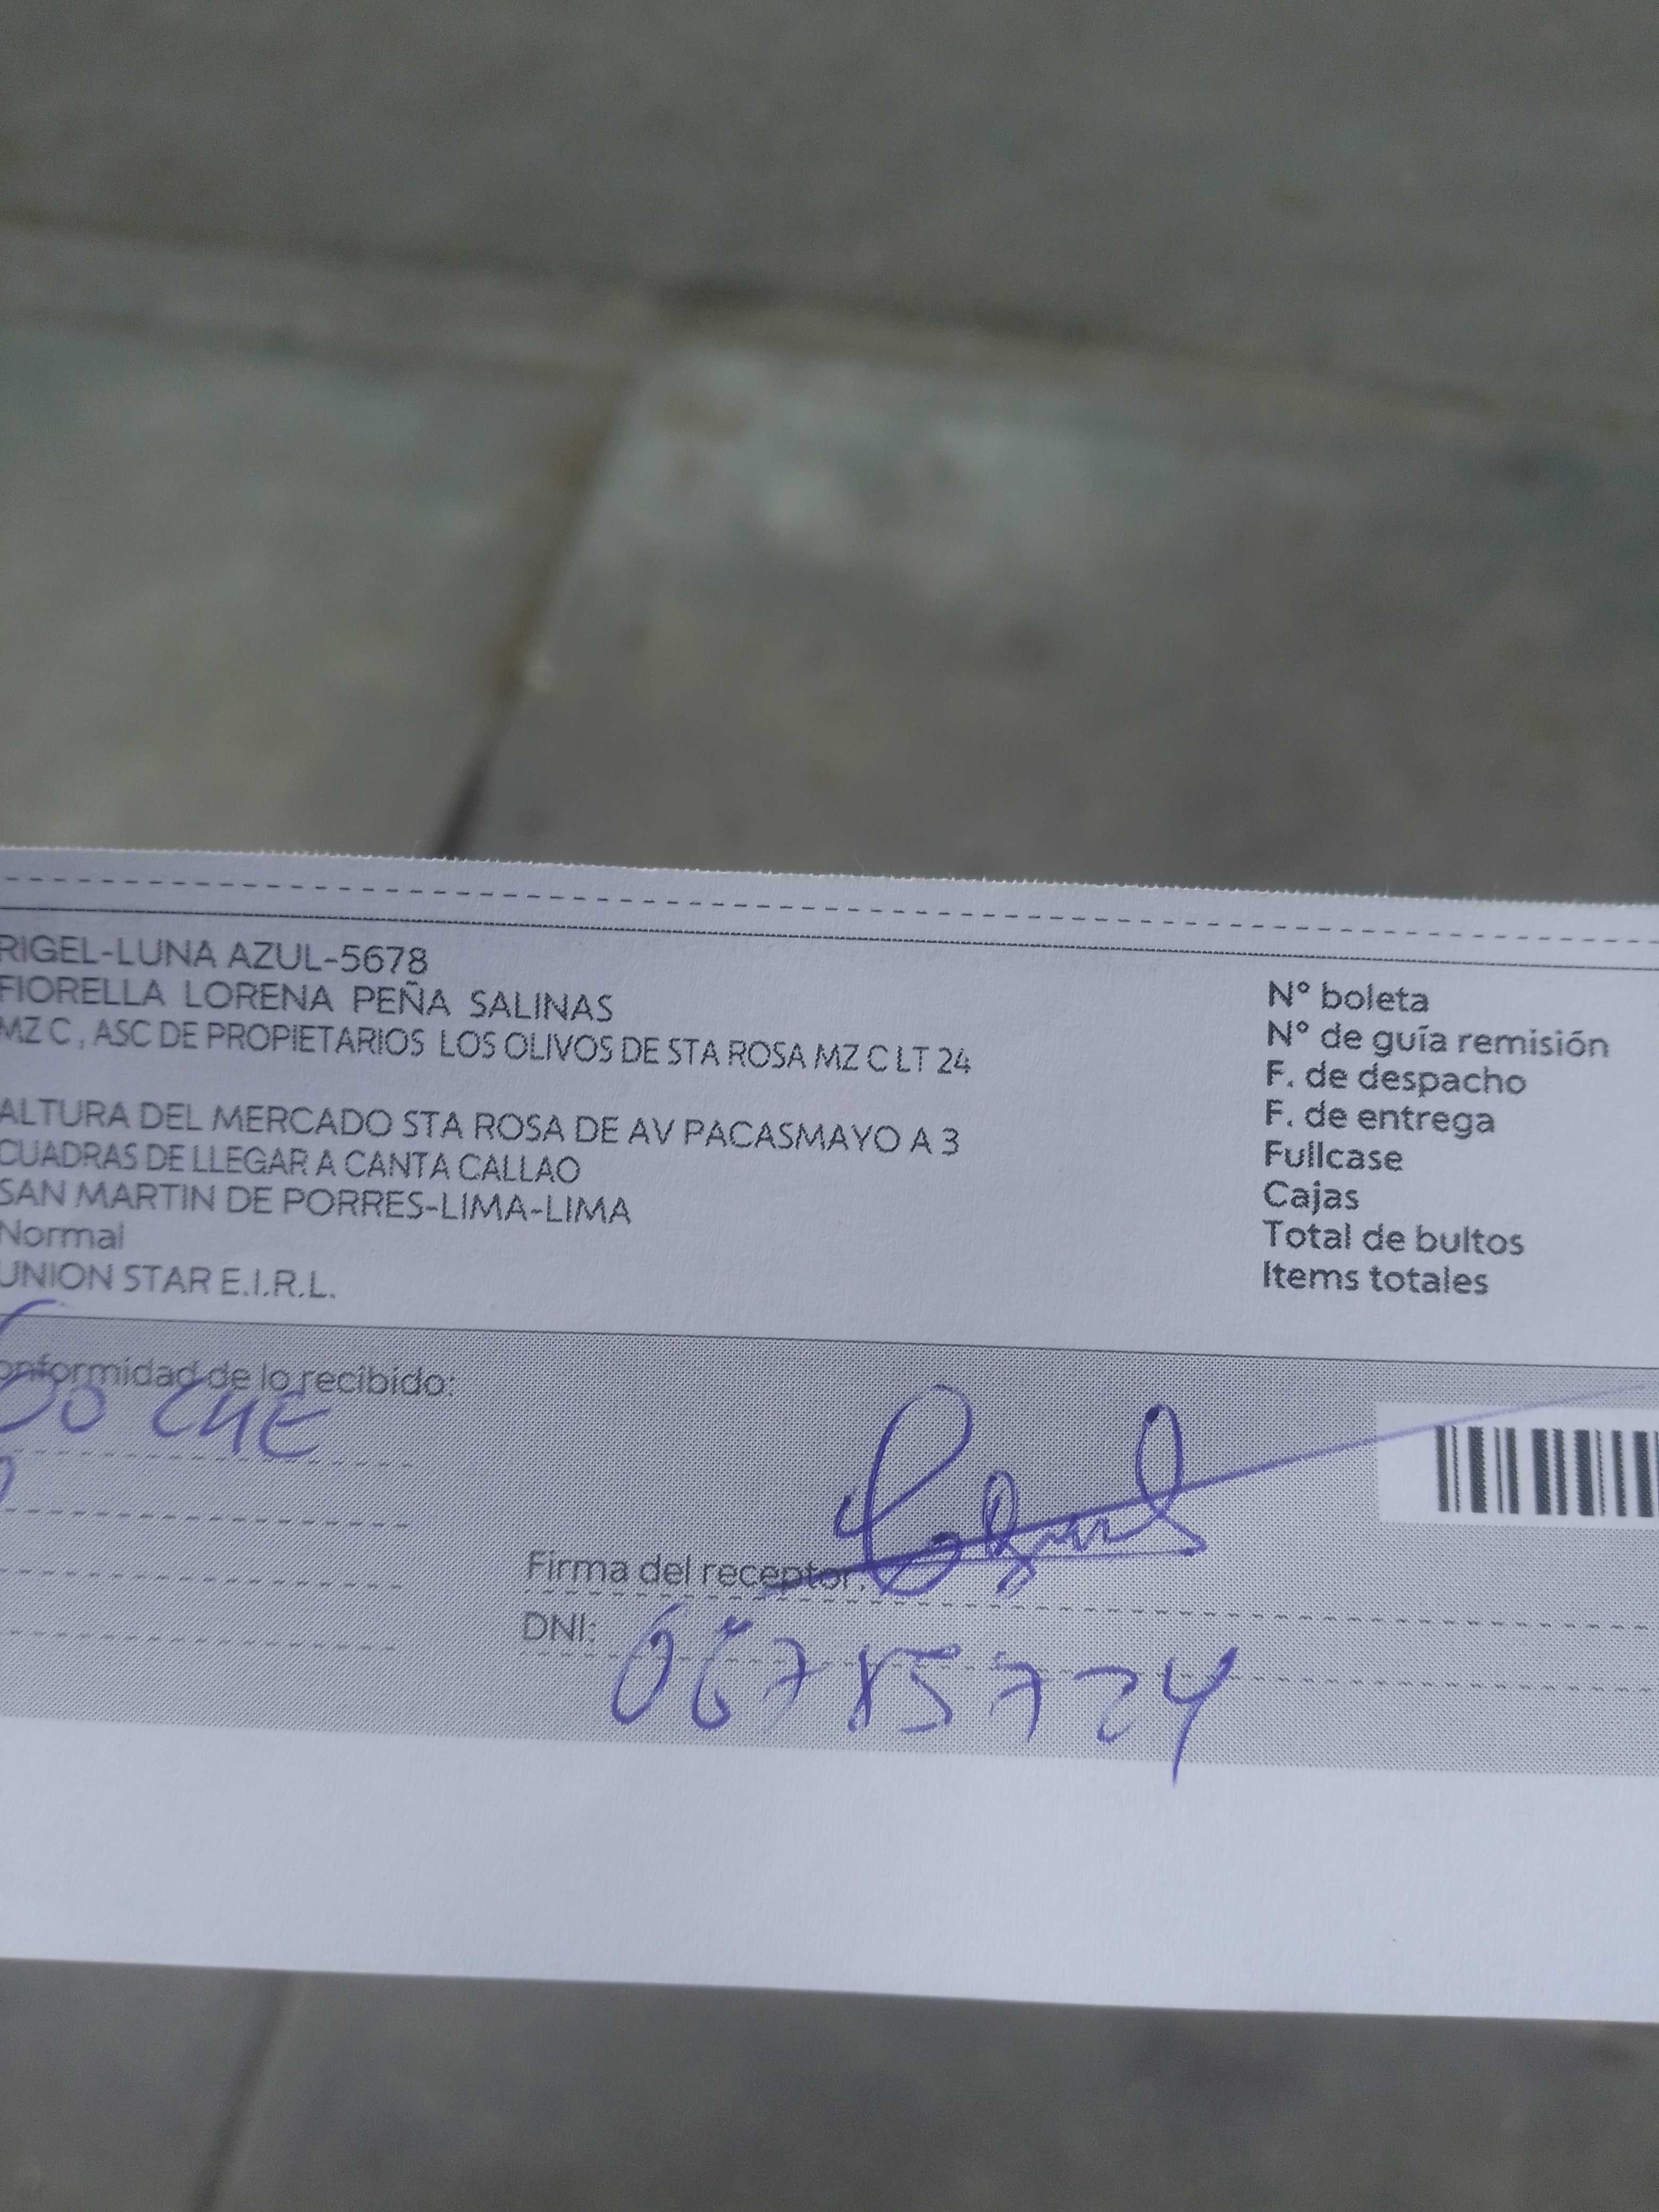 RIGEL-LUNA AZUL-5678
FIORELLA LORENA PEÑA SALINAS
MZ C , ASC DE PROPIETARIOS LOS OLIVOS DE STA ROSA MZ C LT 24
ALTURA DEL MERCADO STA ROSA DE AV PACASMAYO A 3
CUADRAS DE LLEGAR A CANTA CALLAO
SAN MARTIN DE PORRES-LIMA-LIMA
Normal
UNION STAR E.I.R.L.
Nº boleta
Nº de guía remisión
F. de despacho
F. de entrega
Fullcase
Cajas
Total de bultos
Items totales
onformidad de lo recibido:
Firma del receptor:
DNI: 06785724